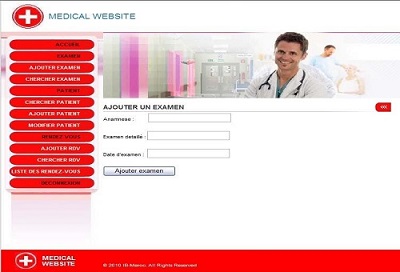 MEDICAL WEBSITE
ACCUEIL
EXAMEN
AJOUTER EXAMEN
CHERCHER EXAMEN
PATIENT
CHERCHER PATIENT
AJOUTER PATIENT
MODIFIER PATIENT
RENDEZ-VOUS
AJOUTER RDV
CHERCHER RDV
LISTE DES RENDEZ-VOUS
DECONNEXION
AJOUTER UN EXAMEN
<<
Anamnese :
Examen detaillé :
Date d'examen :
Ajouter examen
MEDICAL
WEBSITE
© 2010 All Rights Reserved